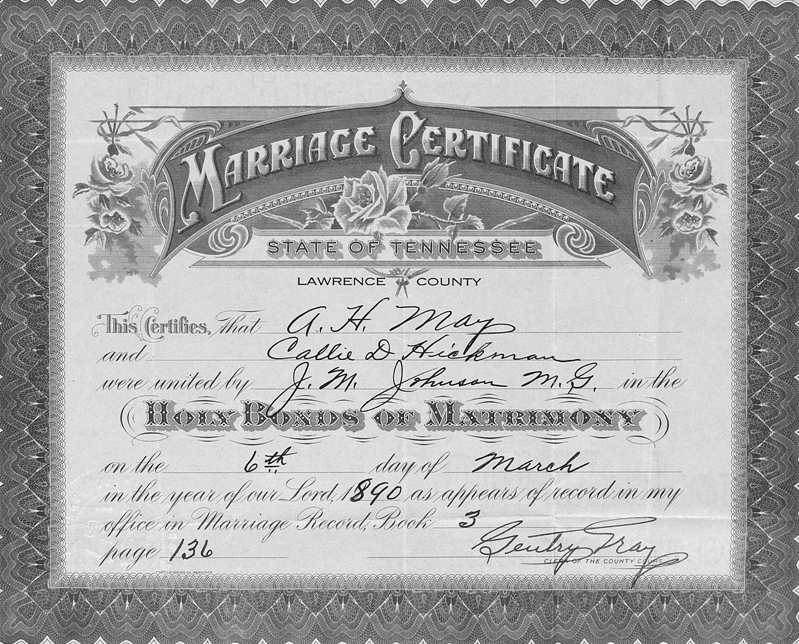 MARRIAGE CERTIFICATE
STATE OF TENNESSEE
LAWRENCE COUNTY
This Certifies, that A. H. May
and Callie D Hickman
were united by J. M. Johnson M.G. in the
HOLY BONDS OF MATRIMONY
on the 6th day of March
in the year of our Lord, 1890 as appears of record in my
office in Marriage Record, Book 3
page 136
Gentry Gray
CLERK OF THE COUNTY COURT